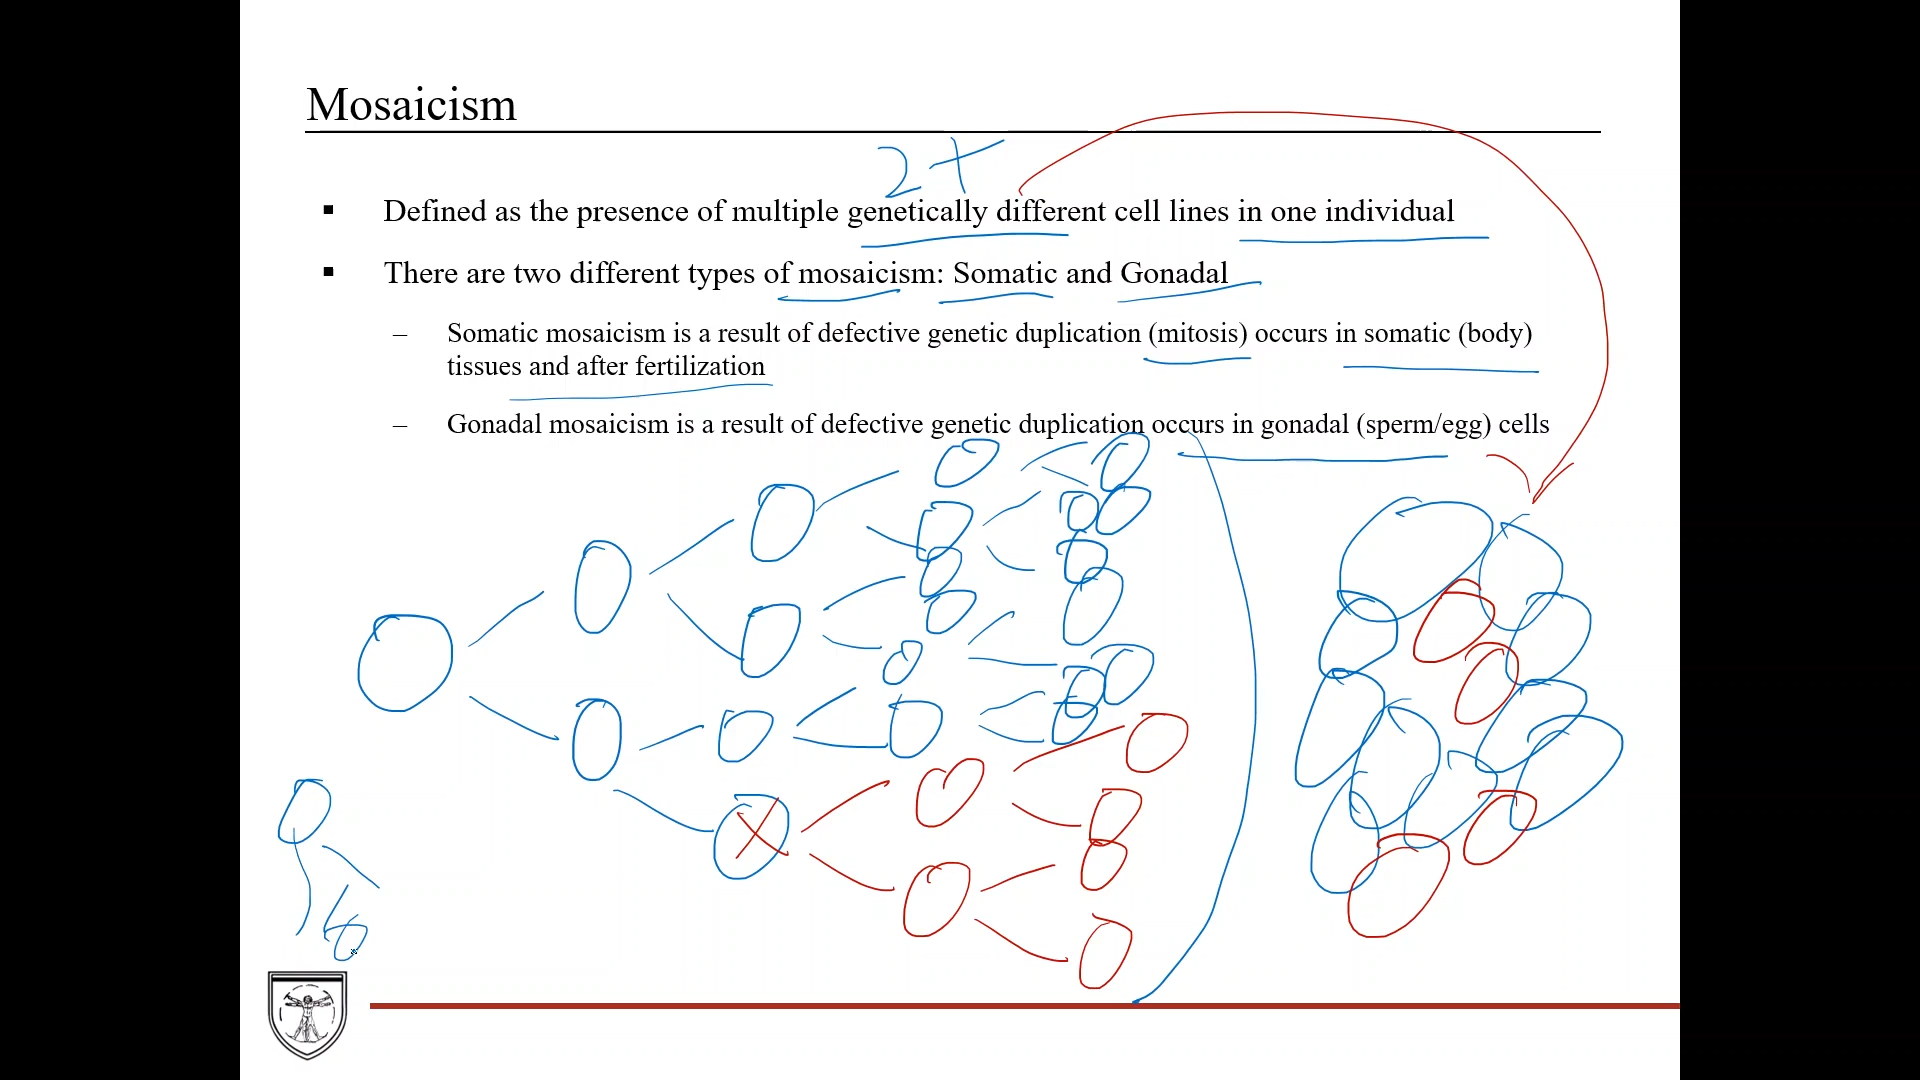 Mosaicism
2+
▪ Defined as the presence of multiple genetically different cell lines in one individual
▪ There are two different types of mosaicism: Somatic and Gonadal
– Somatic mosaicism is a result of defective genetic duplication (mitosis) occurs in somatic (body)
tissues and after fertilization
– Gonadal mosaicism is a result of defective genetic duplication occurs in gonadal (sperm/egg) cells